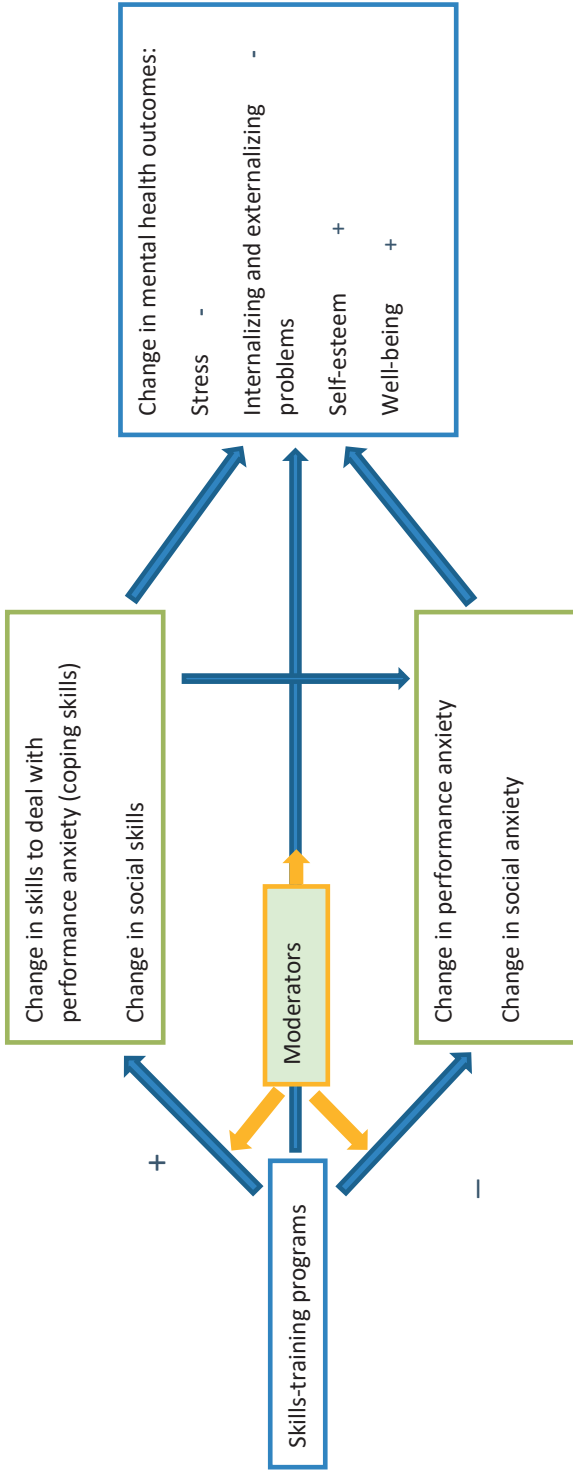 Skills-training programs
+
–
Moderators
Change in skills to deal with
performance anxiety (coping skills)
Change in social skills
Change in performance anxiety
Change in social anxiety
Change in mental health outcomes:
Stress -
Internalizing and externalizing -
problems
Self-esteem +
Well-being +